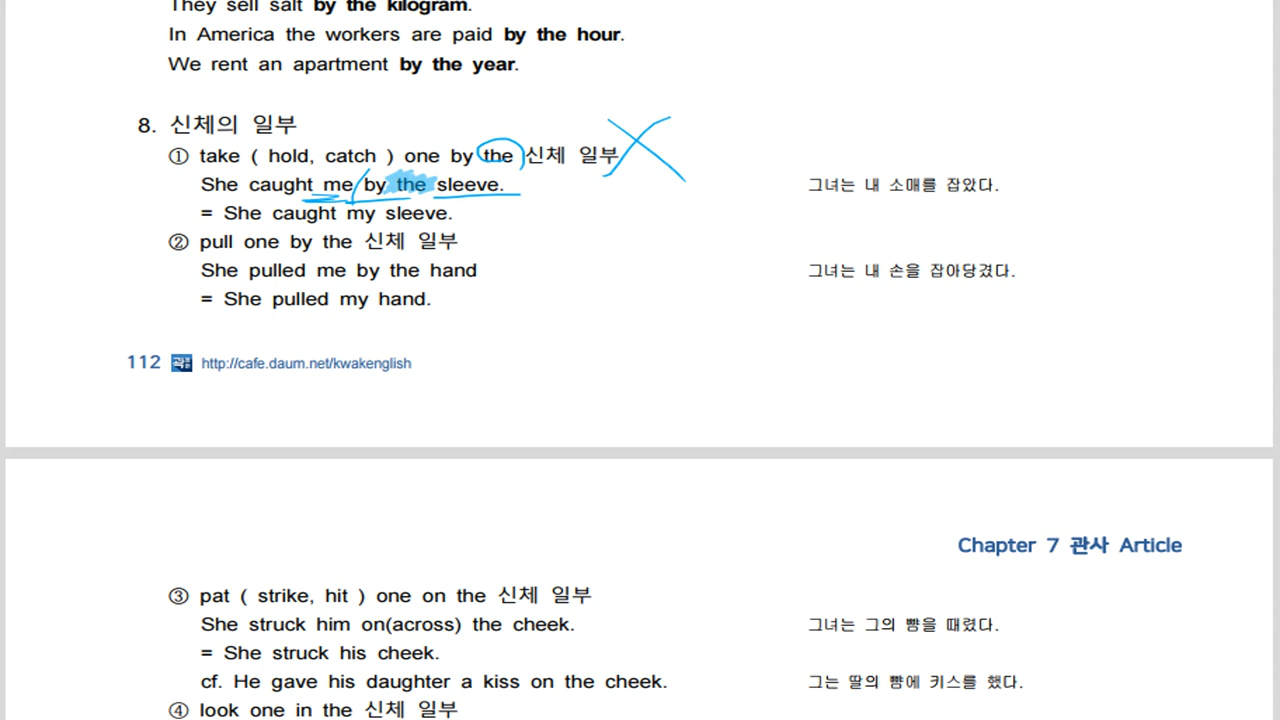 They sell salt by the kilogram.
In America the workers are paid by the hour.
We rent an apartment by the year.
8. 신체의 일부
① take ( hold, catch ) one by the 신체 일부
She caught me by the sleeve. 그녀는 내 소매를 잡았다.
= She caught my sleeve.
② pull one by the 신체 일부
She pulled me by the hand 그녀는 내 손을 잡아당겼다.
= She pulled my hand.
112 http://cafe.daum.net/kwakenglish
Chapter 7 관사 Article
③ pat ( strike, hit ) one on the 신체 일부
She struck him on(across) the cheek. 그녀는 그의 뺨을 때렸다.
= She struck his cheek.
cf. He gave his daughter a kiss on the cheek. 그는 딸의 뺨에 키스를 했다.
④ look one in the 신체 일부